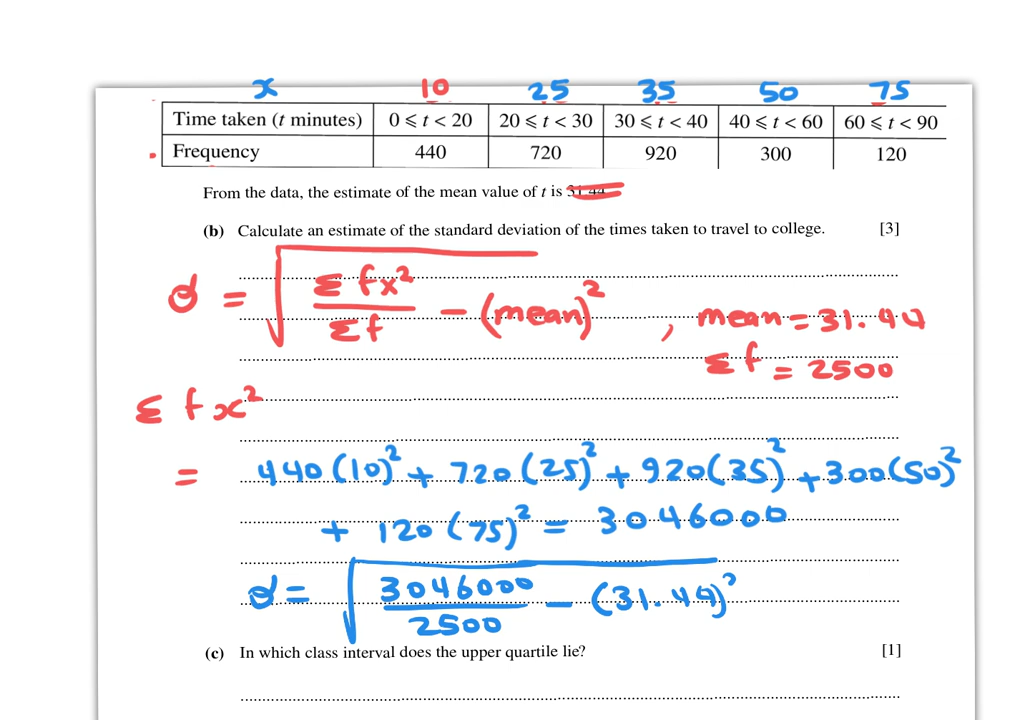 x 10 25 35 50 75
Time taken (t minutes) 0 ⩽ t < 20 20 ⩽ t < 30 30 ⩽ t < 40 40 ⩽ t < 60 60 ⩽ t < 90
Frequency 440 720 920 300 120
From the data, the estimate of the mean value of t is 31.44
(b) Calculate an estimate of the standard deviation of the times taken to travel to college. [3]
σ = √( Σ fx² / Σ f − (mean)² ) , mean = 31.44
Σ f = 2500
Σ fx²
= 440(10)² + 720(25)² + 920(35)² + 300(50)²
+ 120(75)² = 3046000
σ = √( 3046000 / 2500 − (31.44)² )
(c) In which class interval does the upper quartile lie? [1]